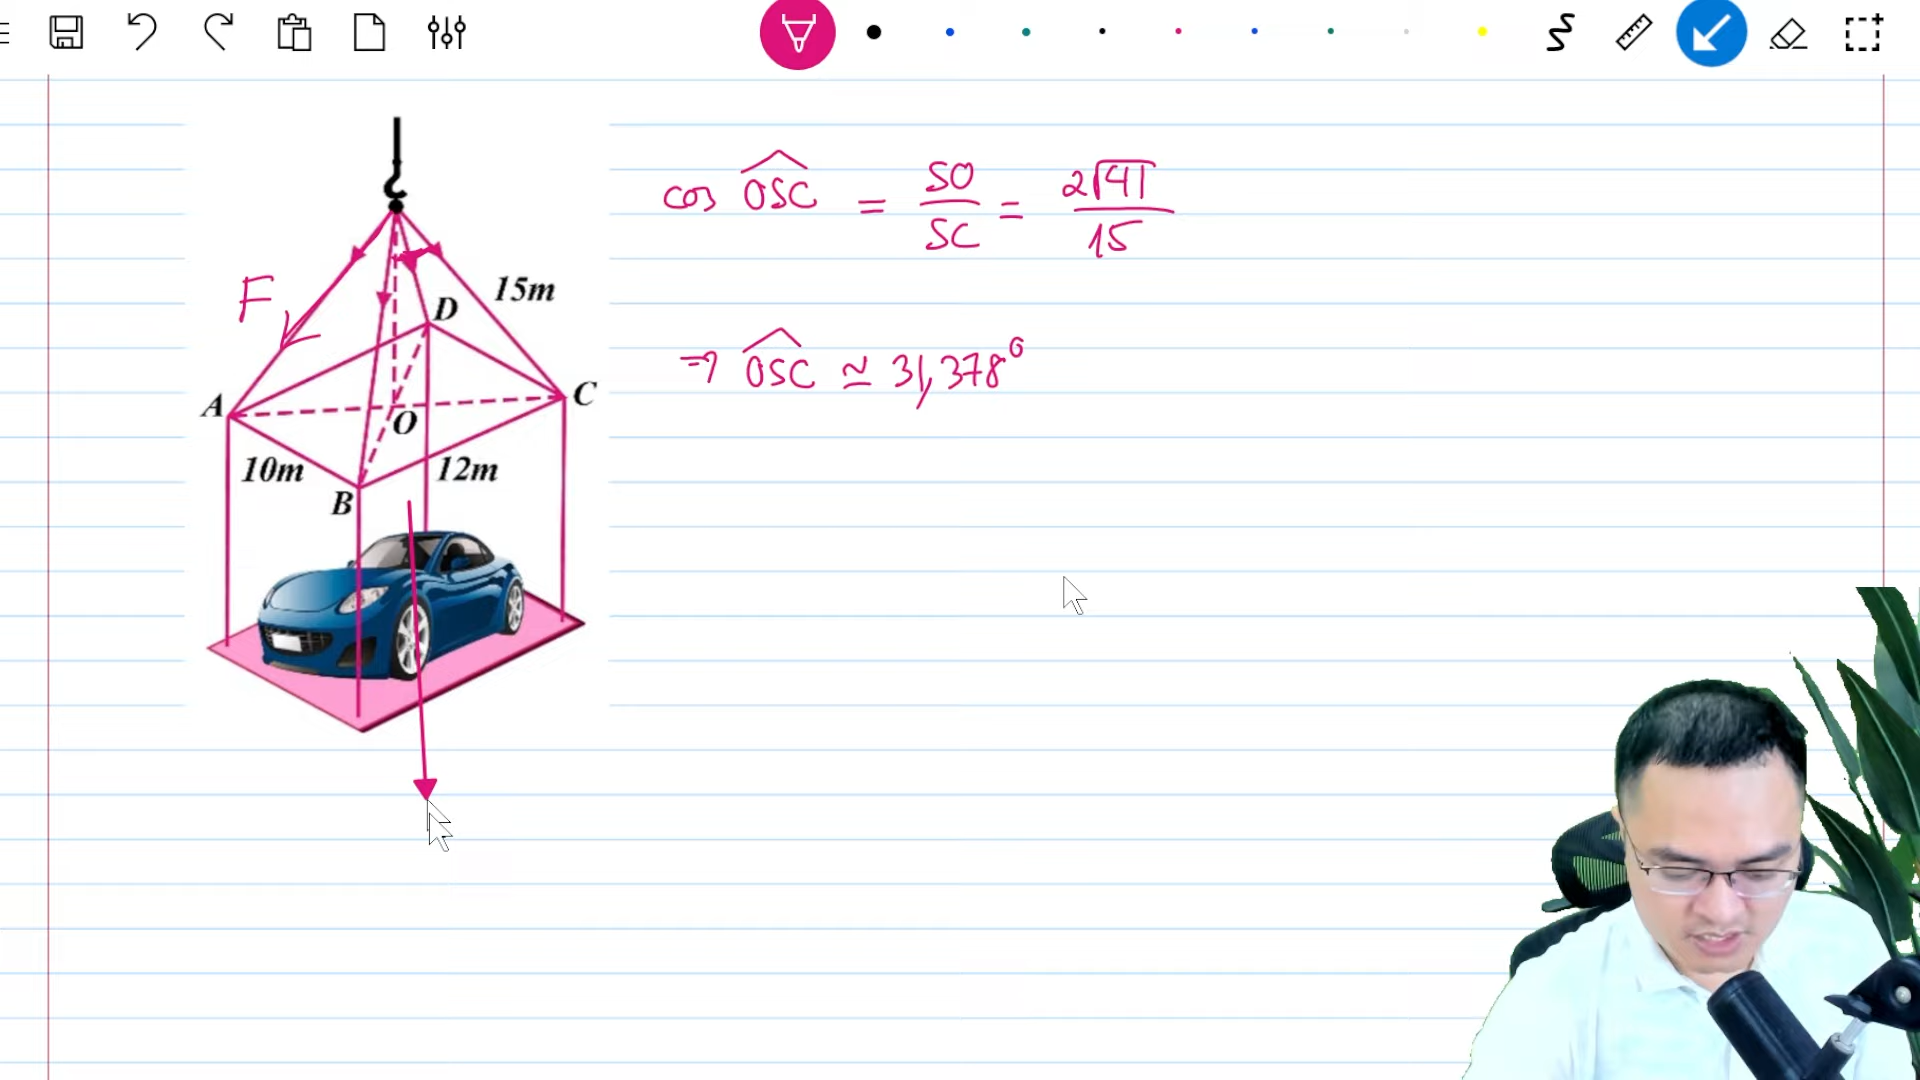 cos OSC = SO/SC = 2√41/15
⇒ OSC ≃ 31,378°
F
15m
D
A
C
O
10m
12m
B